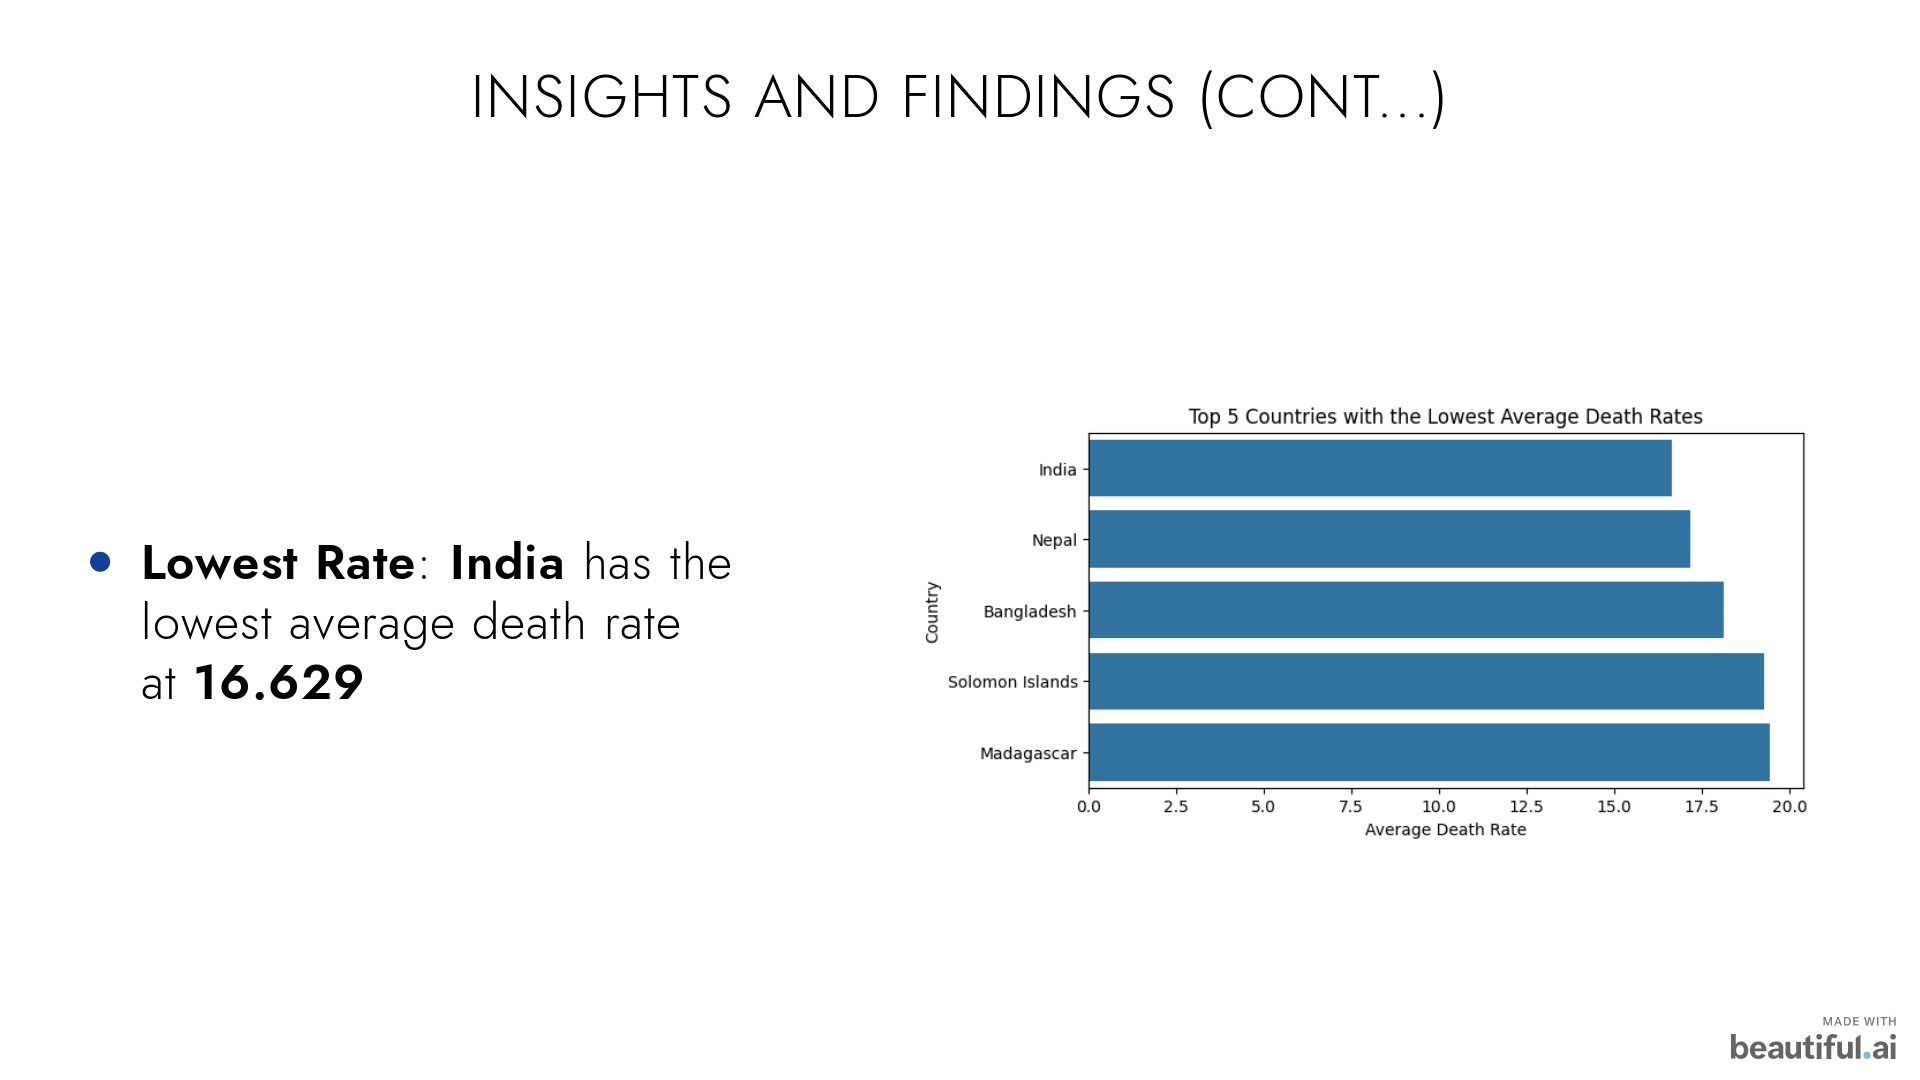 INSIGHTS AND FINDINGS (CONT...)
Lowest Rate: India has the
lowest average death rate
at 16.629
Top 5 Countries with the Lowest Average Death Rates
Country
India
Nepal
Bangladesh
Solomon Islands
Madagascar
0.0 2.5 5.0 7.5 10.0 12.5 15.0 17.5 20.0
Average Death Rate
MADE WITH
beautiful.ai